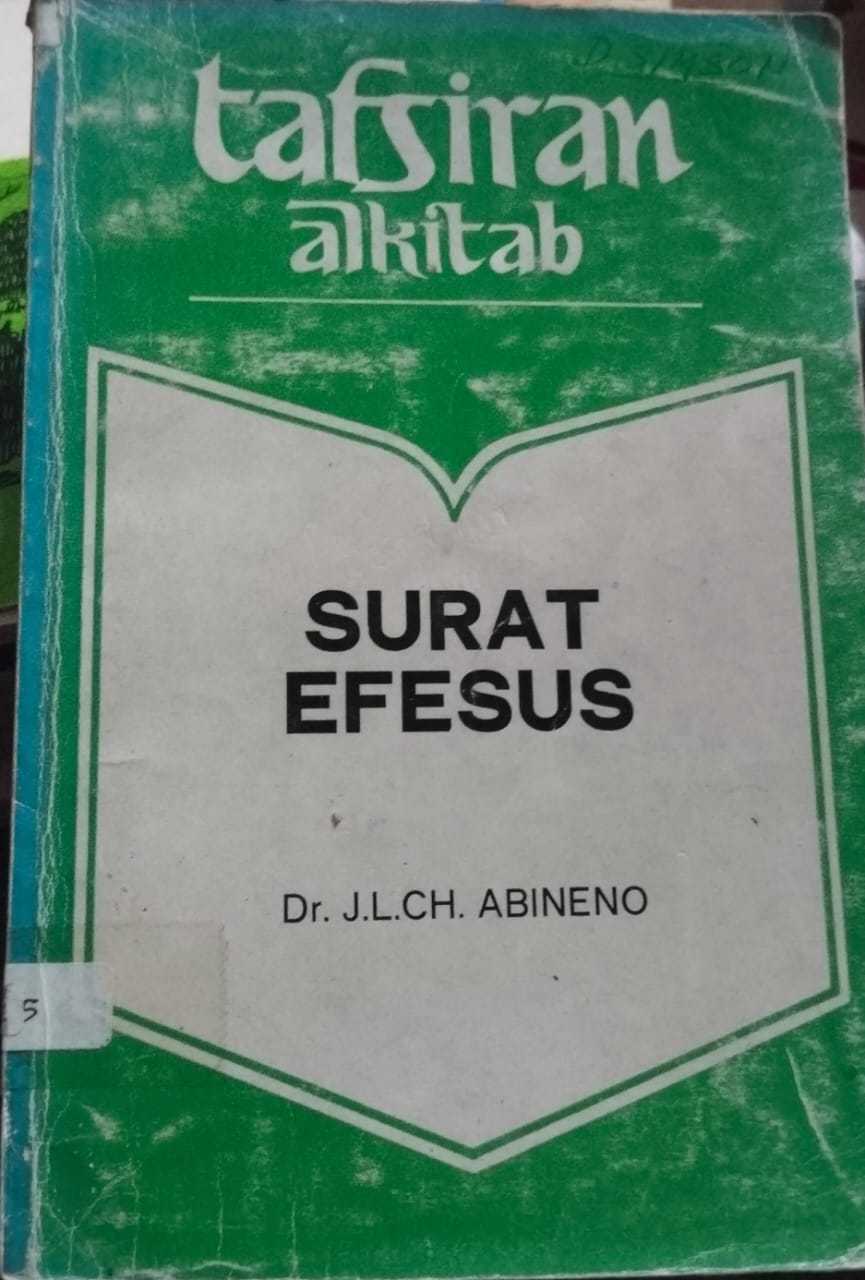 tafsiran
alkitab
SURAT
EFESUS
Dr. J.L.CH. ABINENO
5